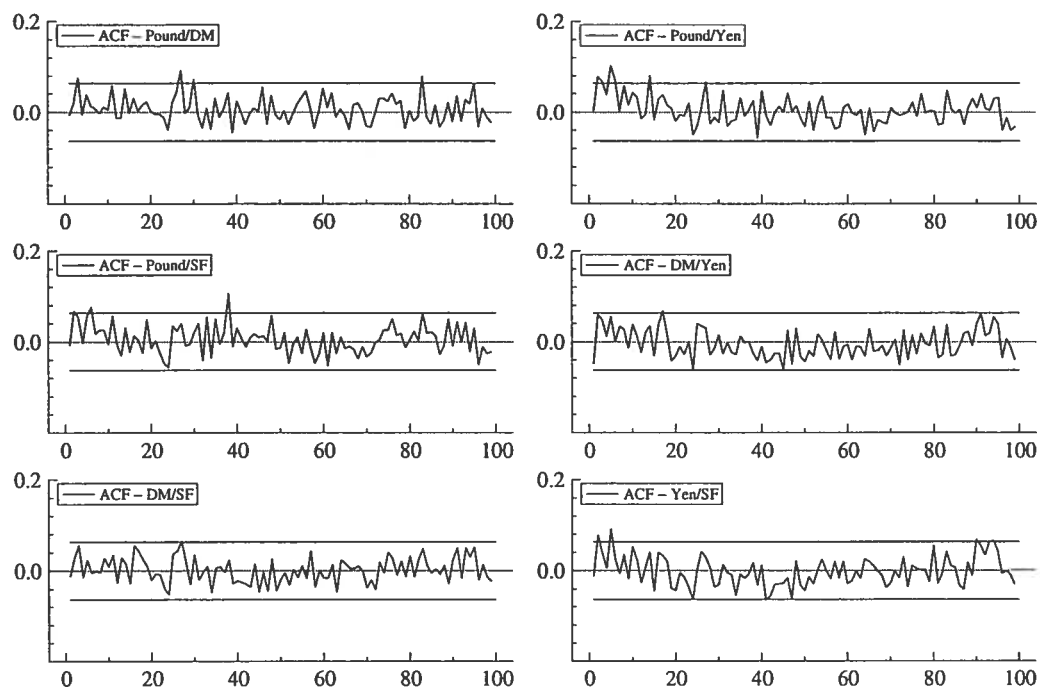 0.2
ACF – Pound/DM
0.0
0 20 40 60 80 100
0.2
ACF – Pound/Yen
0.0
0 20 40 60 80 100
0.2
ACF – Pound/SF
0.0
0 20 40 60 80 100
0.2
ACF – DM/Yen
0.0
0 20 40 60 80 100
0.2
ACF – DM/SF
0.0
0 20 40 60 80 100
0.2
ACF – Yen/SF
0.0
0 20 40 60 80 100